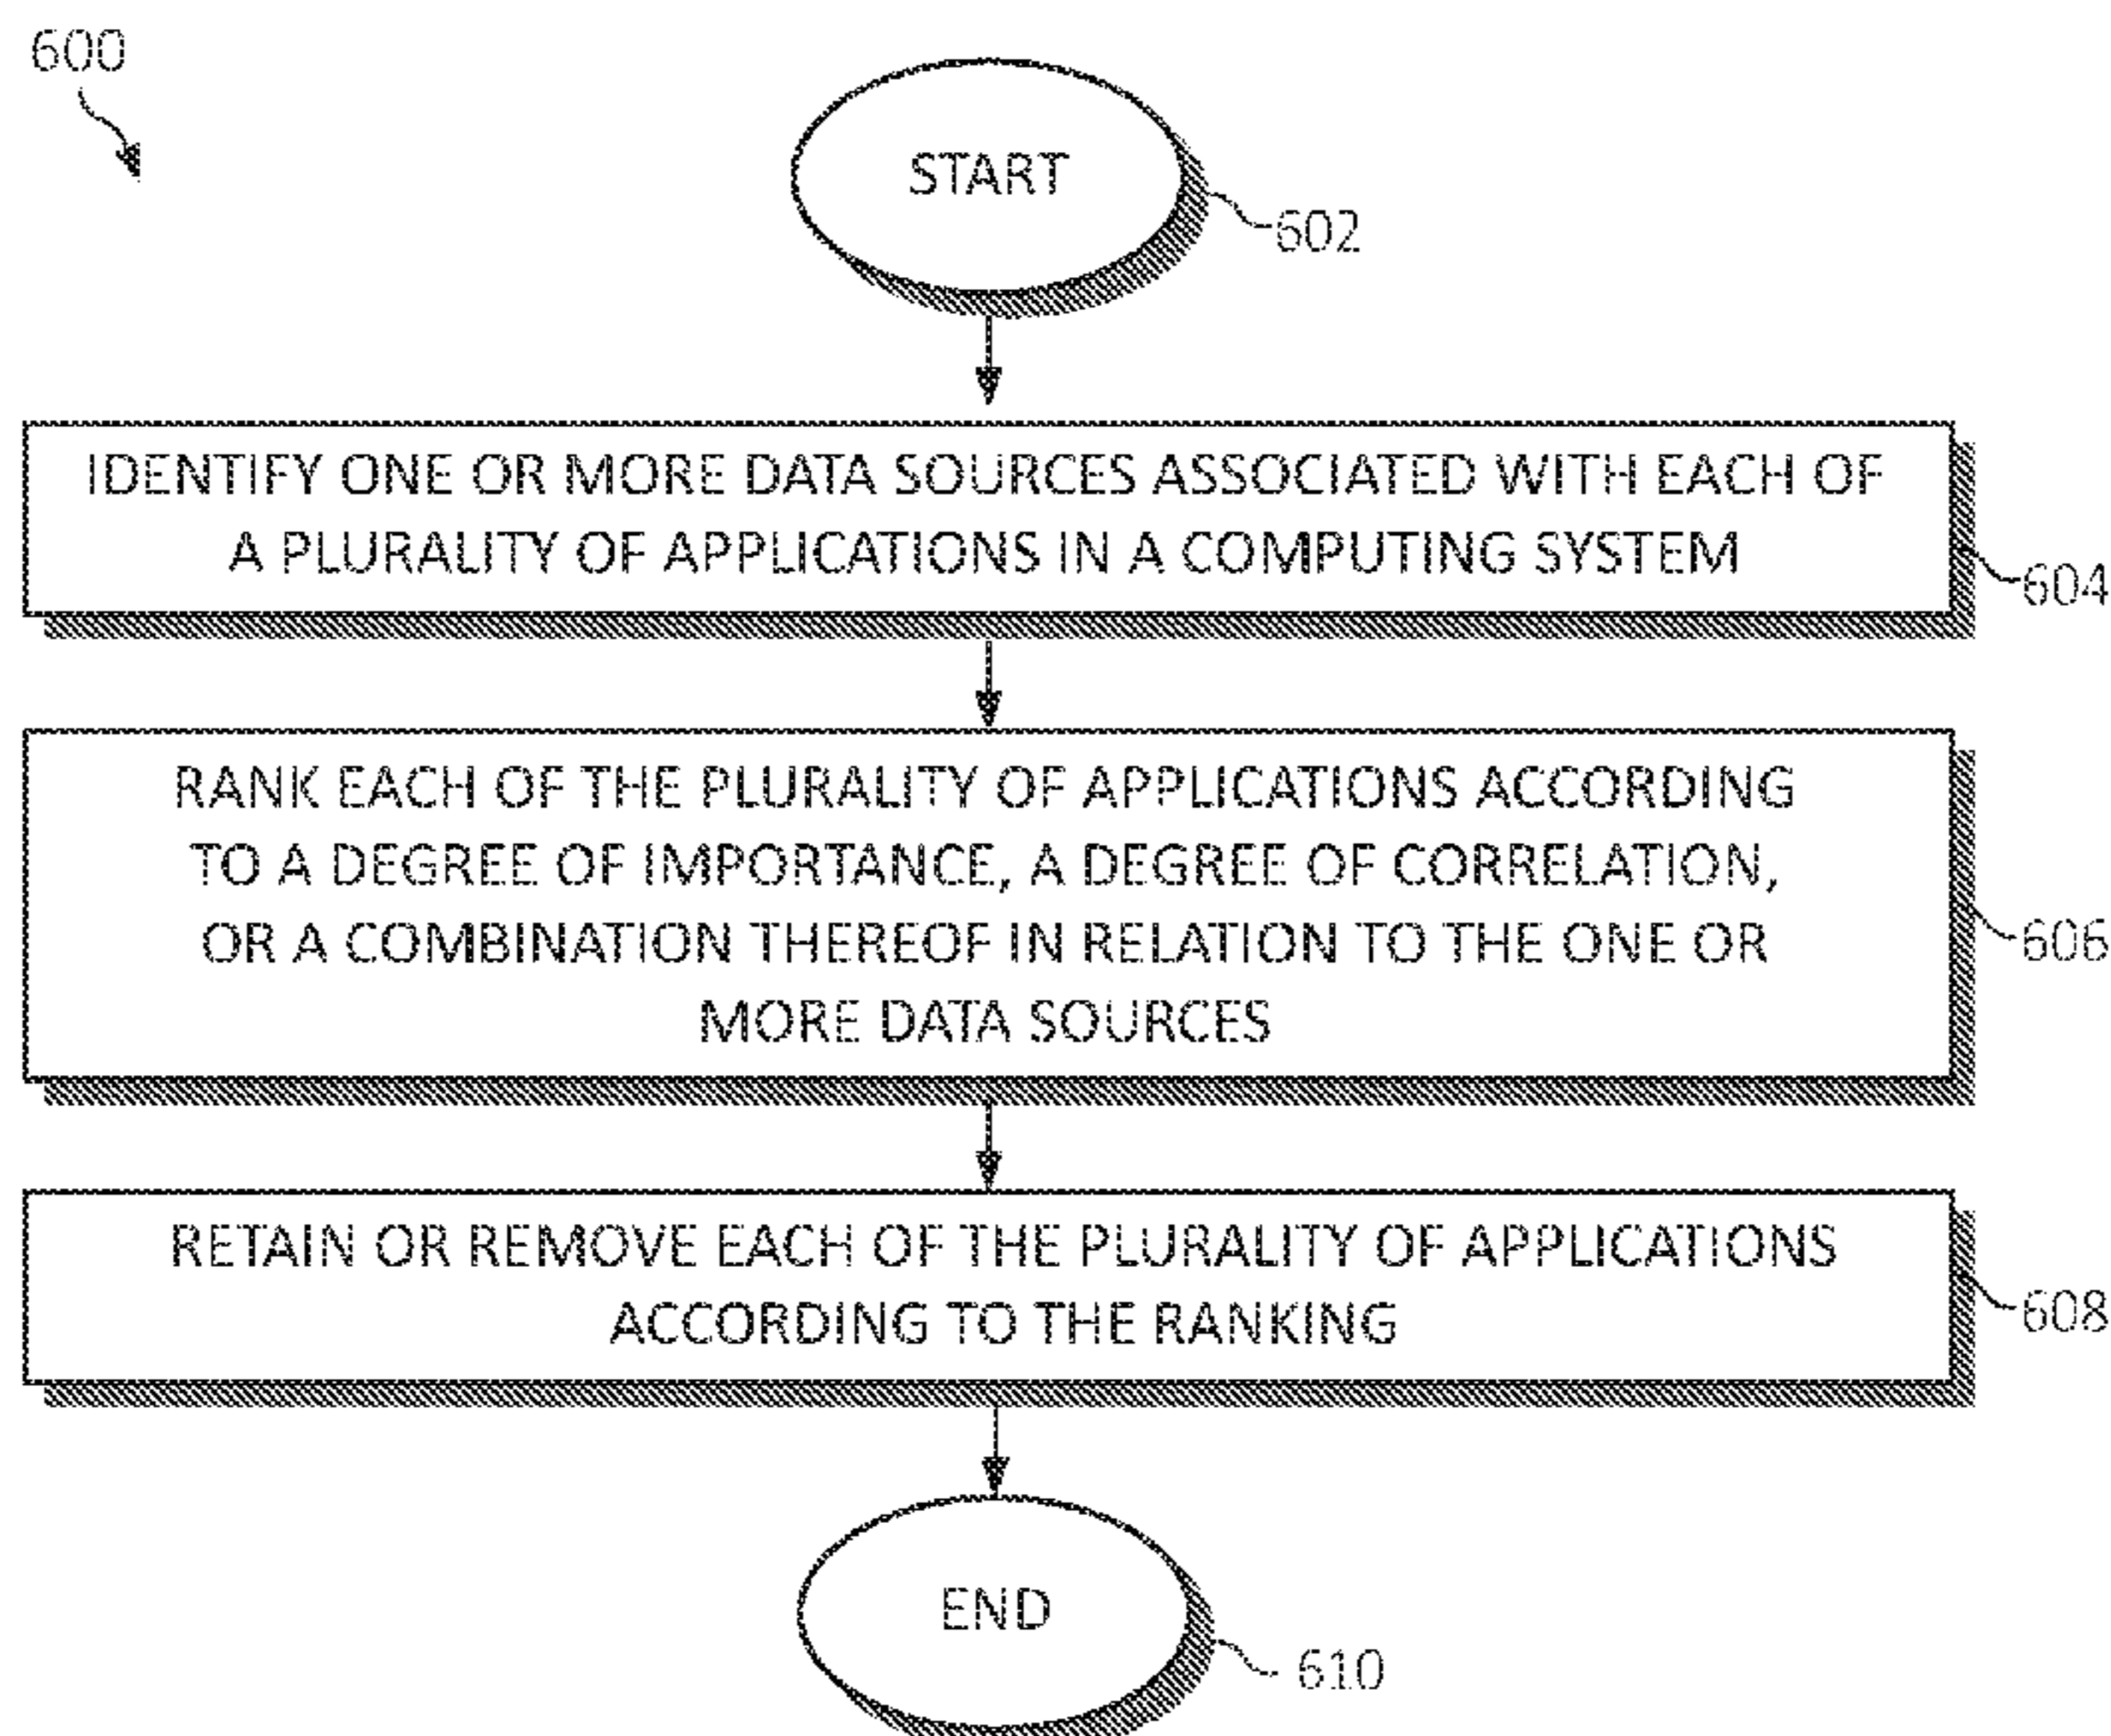 600
START
602
IDENTIFY ONE OR MORE DATA SOURCES ASSOCIATED WITH EACH OF
A PLURALITY OF APPLICATIONS IN A COMPUTING SYSTEM
604
RANK EACH OF THE PLURALITY OF APPLICATIONS ACCORDING
TO A DEGREE OF IMPORTANCE, A DEGREE OF CORRELATION,
OR A COMBINATION THEREOF IN RELATION TO THE ONE OR
MORE DATA SOURCES
606
RETAIN OR REMOVE EACH OF THE PLURALITY OF APPLICATIONS
ACCORDING TO THE RANKING
608
END
610